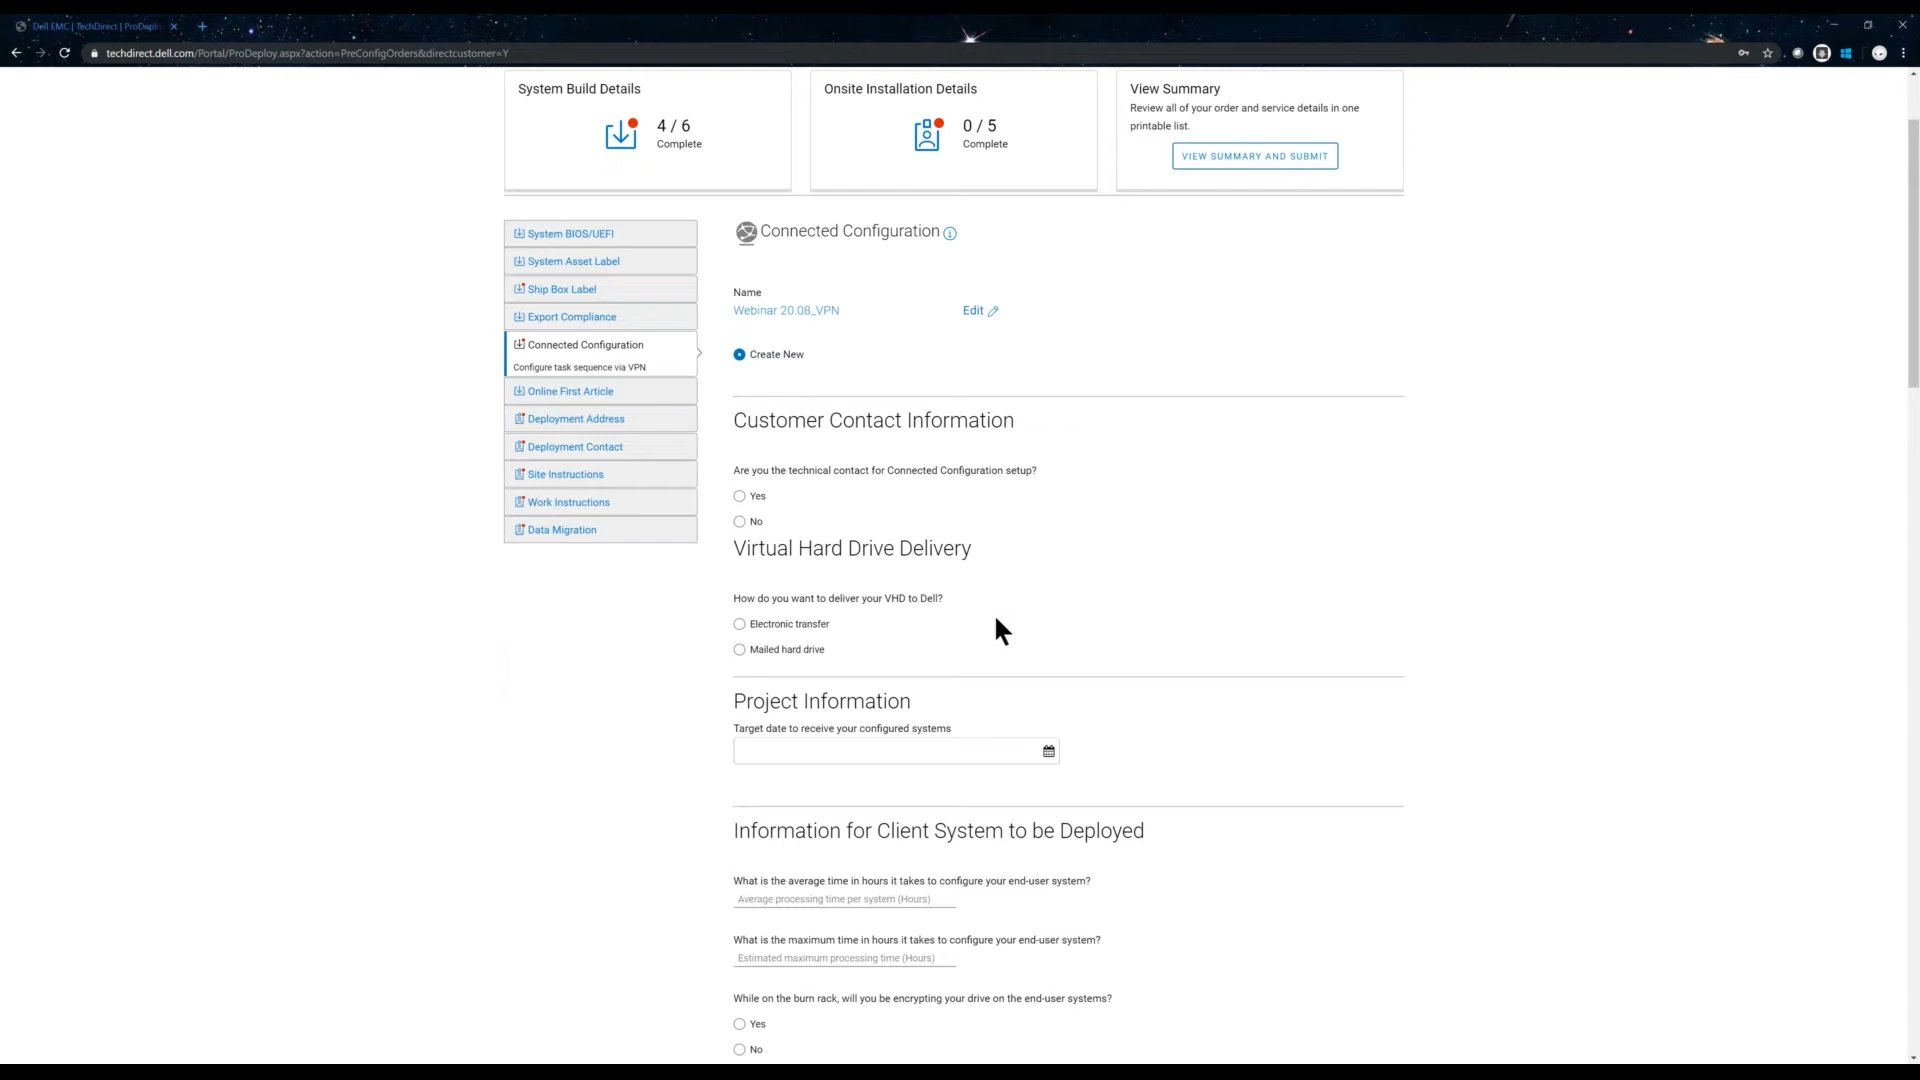 Dell EMC | TechDirect | ProDeplo
techdirect.dell.com/Portal/ProDeploy.aspx?action=PreConfigOrders&directcustomer=Y
System Build Details
4 / 6
Complete
Onsite Installation Details
0 / 5
Complete
View Summary
Review all of your order and service details in one
printable list.
VIEW SUMMARY AND SUBMIT
System BIOS/UEFI
System Asset Label
Ship Box Label
Export Compliance
Connected Configuration
Configure task sequence via VPN
Online First Article
Deployment Address
Deployment Contact
Site Instructions
Work Instructions
Data Migration
Connected Configuration
Name
Webinar 20.08_VPN
Edit
Create New
Customer Contact Information
Are you the technical contact for Connected Configuration setup?
Yes
No
Virtual Hard Drive Delivery
How do you want to deliver your VHD to Dell?
Electronic transfer
Mailed hard drive
Project Information
Target date to receive your configured systems
Information for Client System to be Deployed
What is the average time in hours it takes to configure your end-user system?
Average processing time per system (Hours)
What is the maximum time in hours it takes to configure your end-user system?
Estimated maximum processing time (Hours)
While on the burn rack, will you be encrypting your drive on the end-user systems?
Yes
No